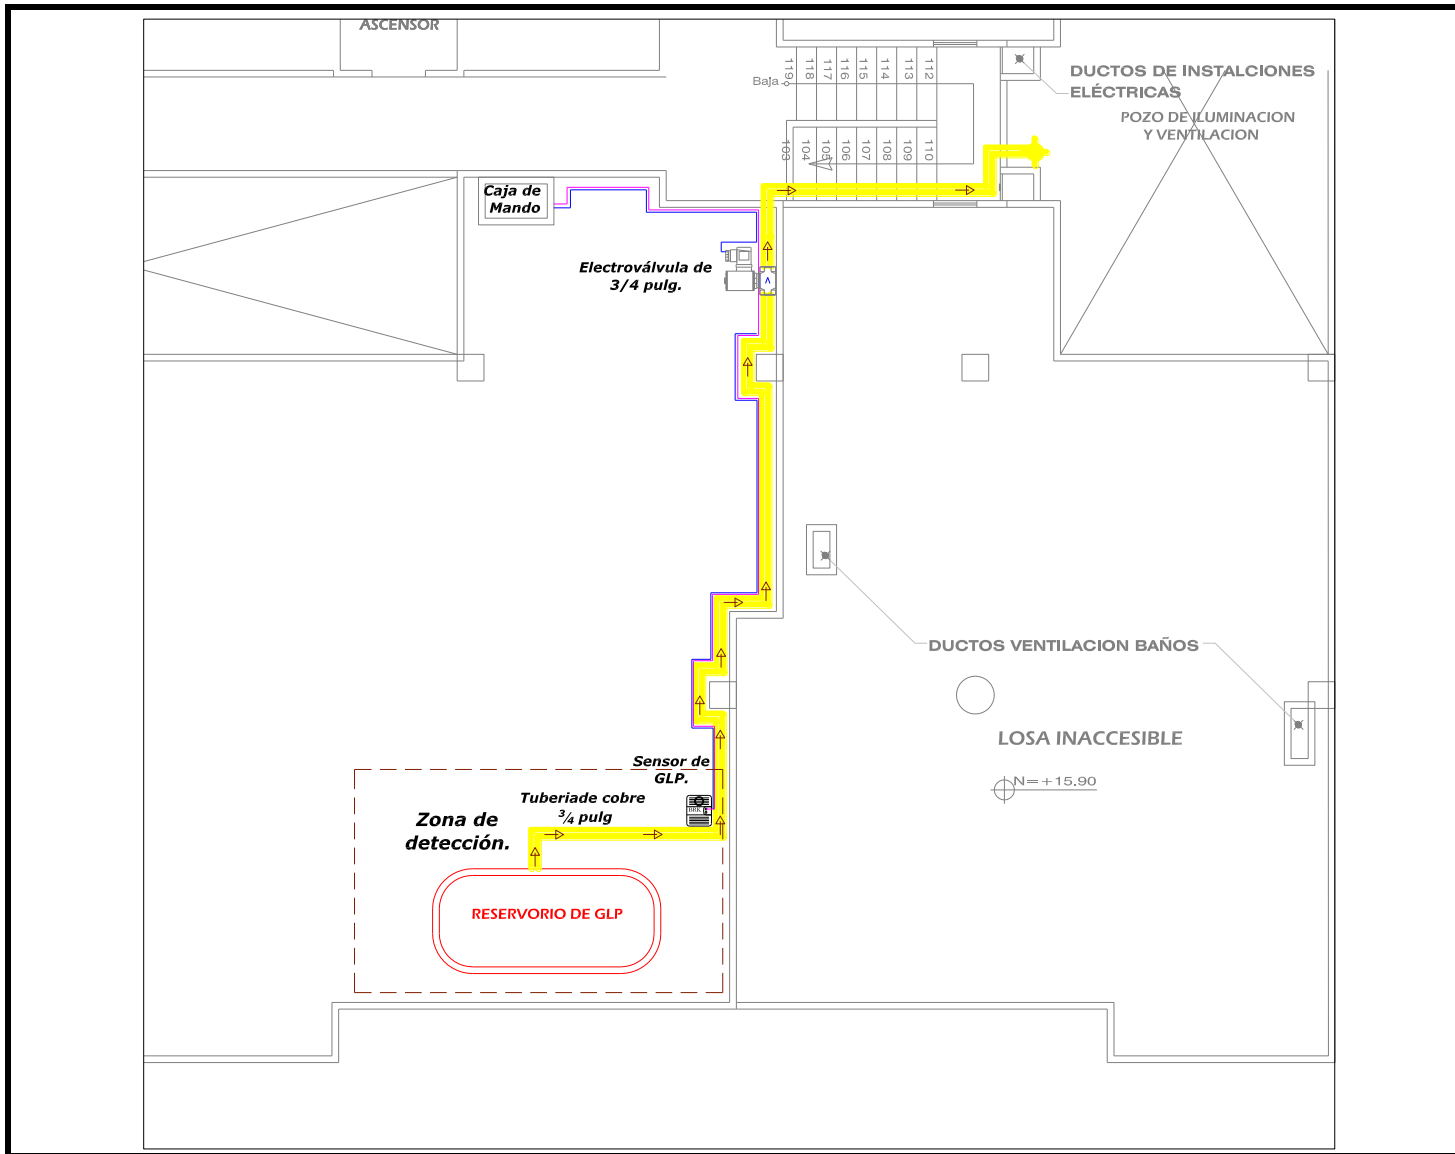 ASCENSOR
DUCTOS DE INSTALCIONES
ELÉCTRICAS
POZO DE ILUMINACION
Y VENTILACION
Baja
119
118
117
116
115
114
113
112
103
104
105
106
107
108
109
110
Caja de
Mando
Electroválvula de
3/4 pulg.
DUCTOS VENTILACION BAÑOS
LOSA INACCESIBLE
N=+15.90
Sensor de
GLP.
BRK
Tuberiade cobre
¾ pulg
Zona de
detección.
RESERVORIO DE GLP